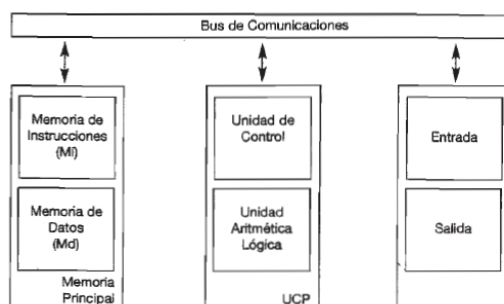 Bus de Comunicaciones
Memoria de
Instrucciones
(MI)
Memoria de
Datos
(Md)
Memoria
Principal
Unidad de
Control
Unidad
Aritmética
Lógica
UCP
Entrada
Salida